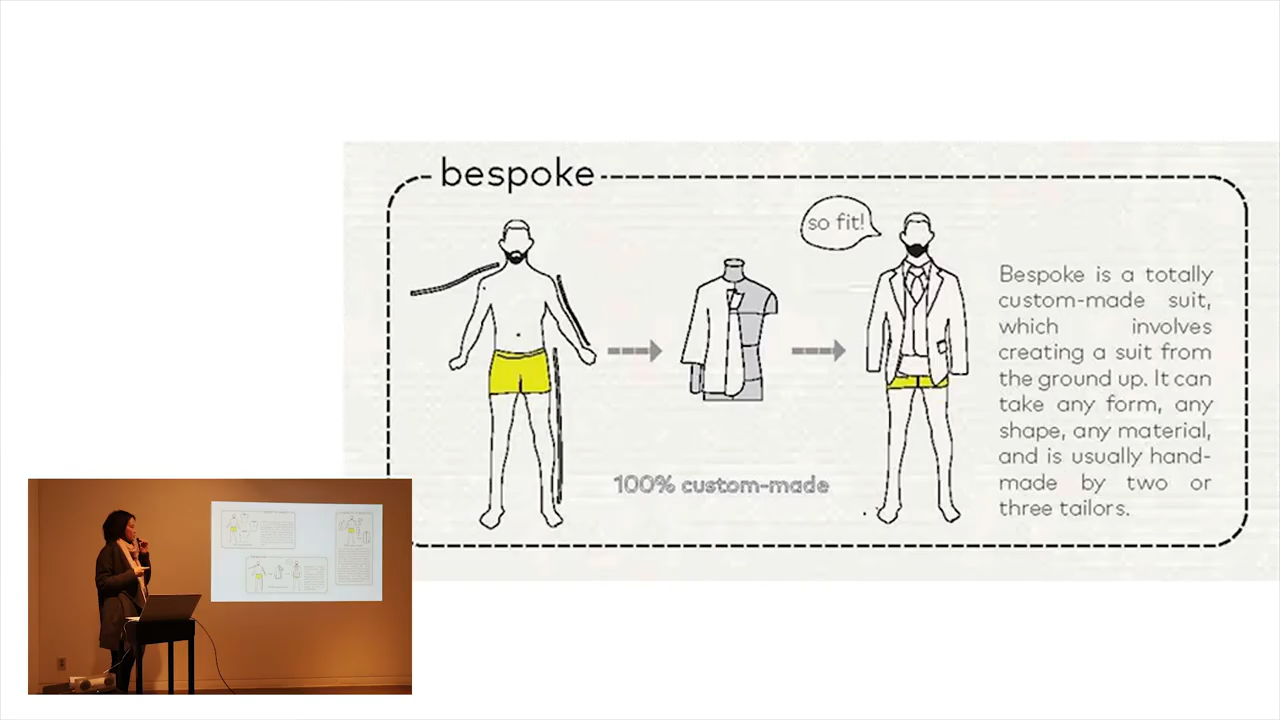 bespoke
so fit!
100% custom-made
Bespoke is a totally
custom-made suit,
which involves
creating a suit from
the ground up. It can
take any form, any
shape, any material,
and is usually hand-
made by two or
three tailors.